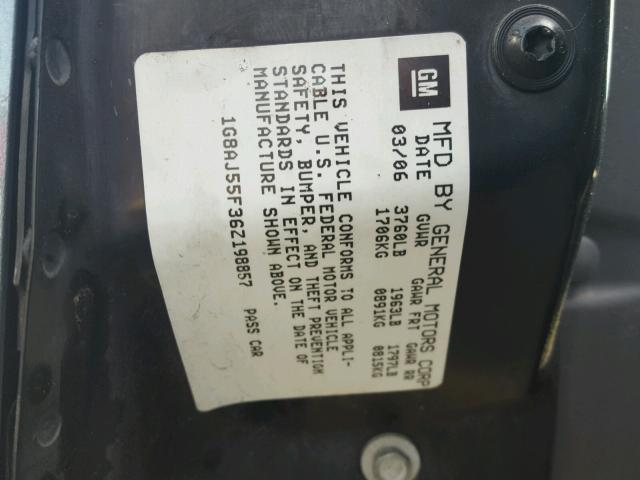 GM MFD BY GENERAL MOTORS CORP
DATE GVWR GAWR FRT GAWR RR
03/06 3760LB 1963LB 1797LB
1706KG 0891KG 0815KG
THIS VEHICLE CONFORMS TO ALL APPLI-
CABLE U.S. FEDERAL MOTOR VEHICLE
SAFETY, BUMPER, AND THEFT PREVENTION
STANDARDS IN EFFECT ON THE DATE OF
MANUFACTURE SHOWN ABOVE.
1G8AJ55F36Z198857 PASS CAR